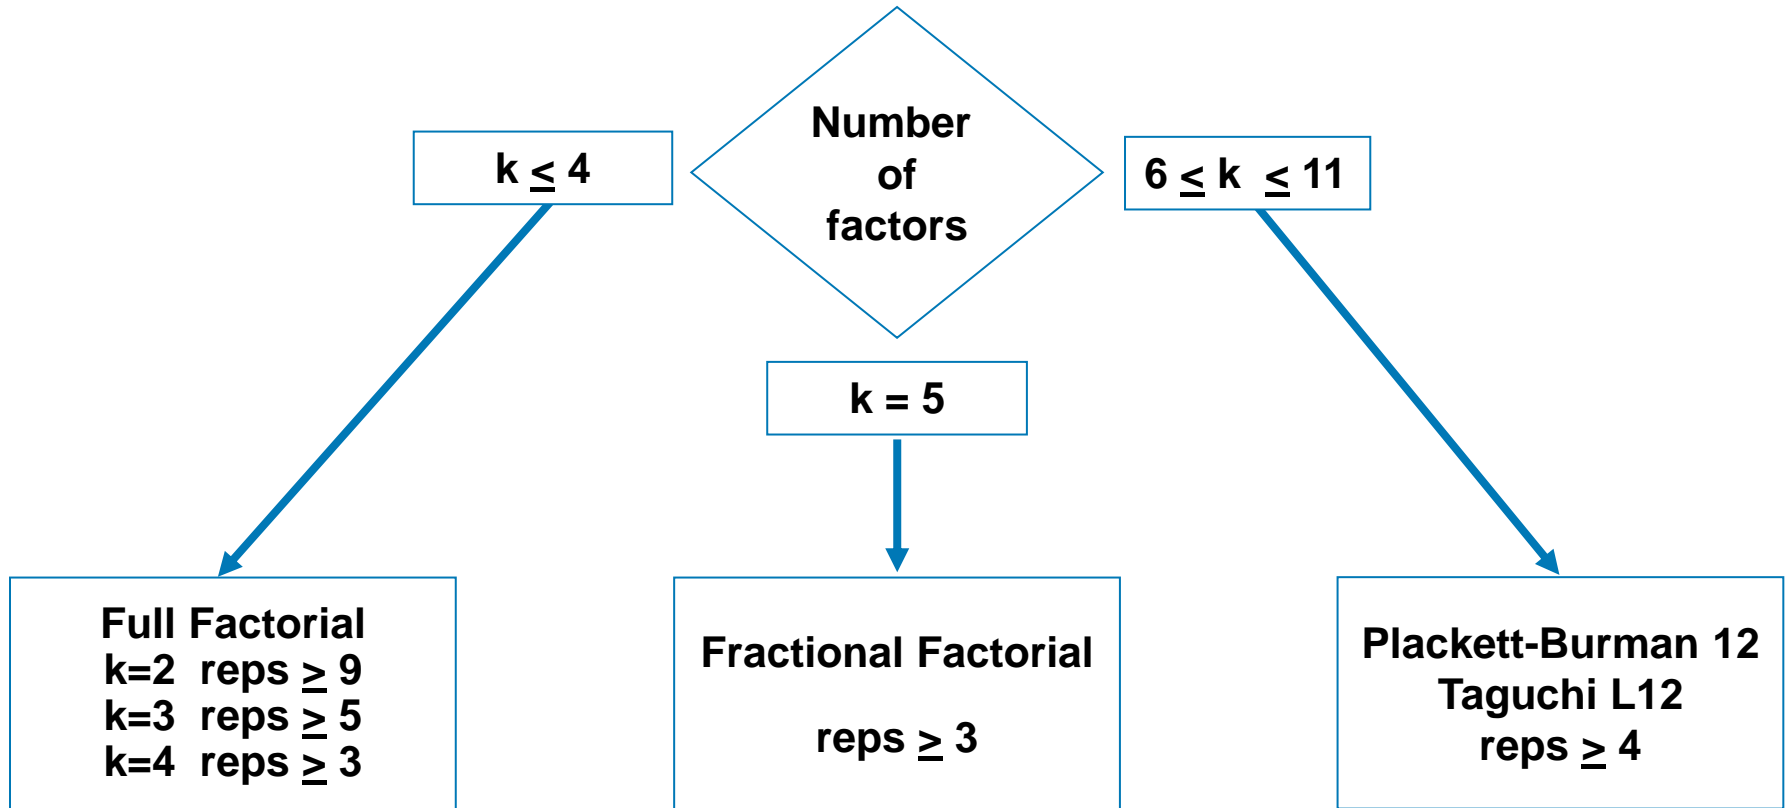 Number
of
factors
k ≤ 4
6 ≤ k ≤ 11
k = 5
Full Factorial
k=2 reps ≥ 9
k=3 reps ≥ 5
k=4 reps ≥ 3
Fractional Factorial
reps ≥ 3
Plackett-Burman 12
Taguchi L12
reps ≥ 4